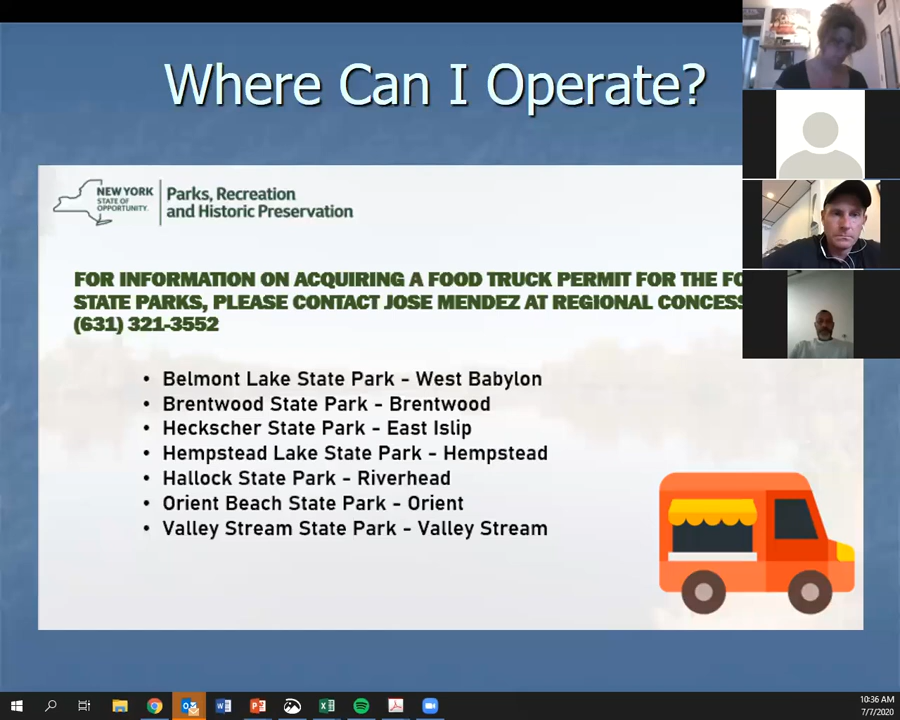 Where Can I Operate?
NEW YORK
STATE OF
OPPORTUNITY.
Parks, Recreation
and Historic Preservation
FOR INFORMATION ON ACQUIRING A FOOD TRUCK PERMIT FOR THE
STATE PARKS, PLEASE CONTACT JOSE MENDEZ AT REGIONAL
(631) 321-3552
• Belmont Lake State Park - West Babylon
• Brentwood State Park - Brentwood
• Heckscher State Park - East Islip
• Hempstead Lake State Park - Hempstead
• Hallock State Park - Riverhead
• Orient Beach State Park - Orient
• Valley Stream State Park - Valley Stream
10:36 AM
7/7/2020